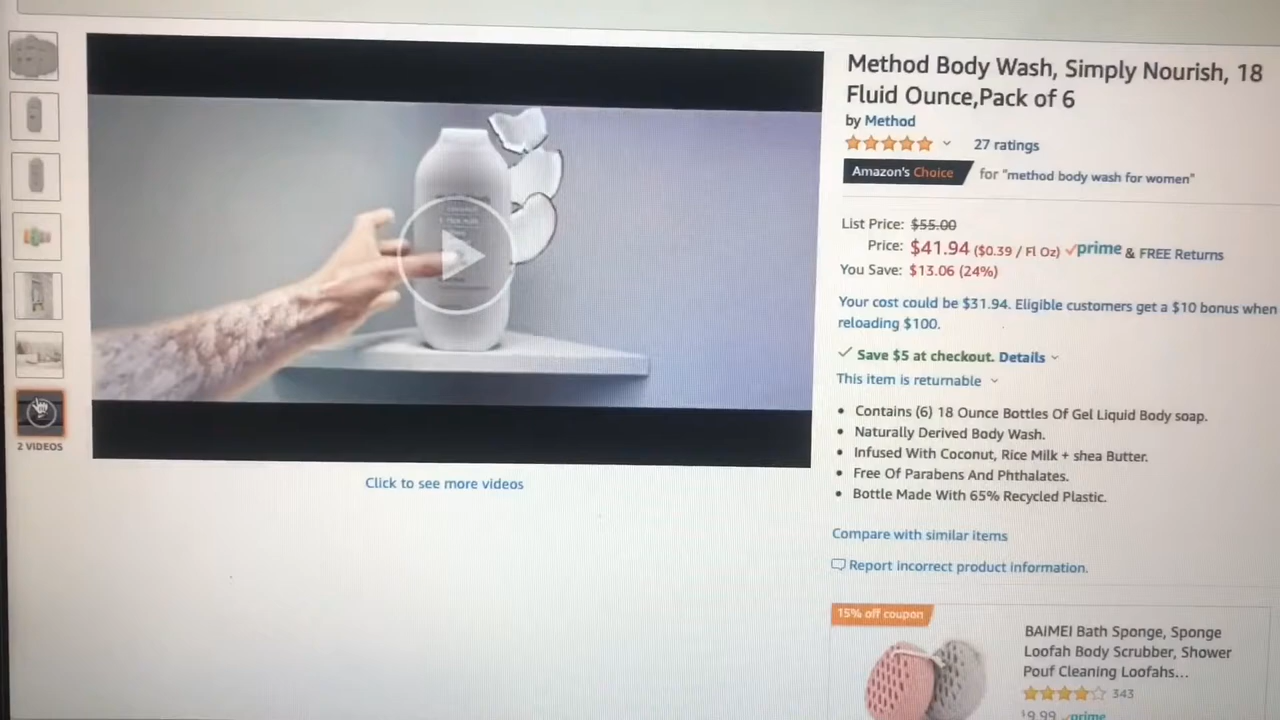 Method Body Wash, Simply Nourish, 18
Fluid Ounce,Pack of 6
by Method
27 ratings
Amazon's Choice for "method body wash for women"
List Price: $55.00
Price: $41.94 ($0.39 / Fl Oz) prime & FREE Returns
You Save: $13.06 (24%)
Your cost could be $31.94. Eligible customers get a $10 bonus when
reloading $100.
Save $5 at checkout. Details
This item is returnable
• Contains (6) 18 Ounce Bottles Of Gel Liquid Body soap.
• Naturally Derived Body Wash.
• Infused With Coconut, Rice Milk + shea Butter.
• Free Of Parabens And Phthalates.
• Bottle Made With 65% Recycled Plastic.
2 VIDEOS
Click to see more videos
Compare with similar items
Report incorrect product information.
15% off coupon
BAIMEI Bath Sponge, Sponge
Loofah Body Scrubber, Shower
Pouf Cleaning Loofahs...
343
$9.99 prime